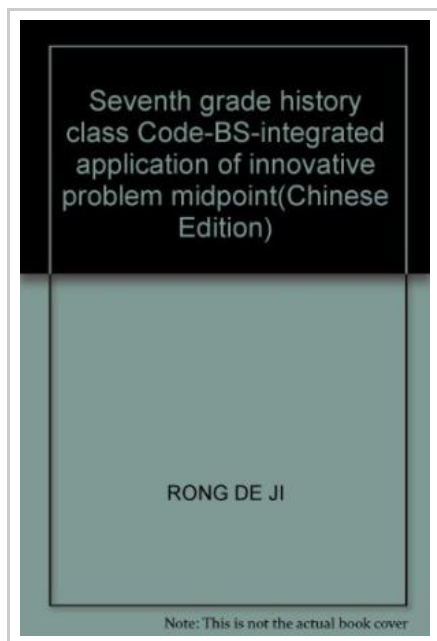 Seventh grade history
class Code-BS-integrated
application of innovative
problem midpoint(Chinese
Edition)
RONG DE JI
Note: This is not the actual book cover